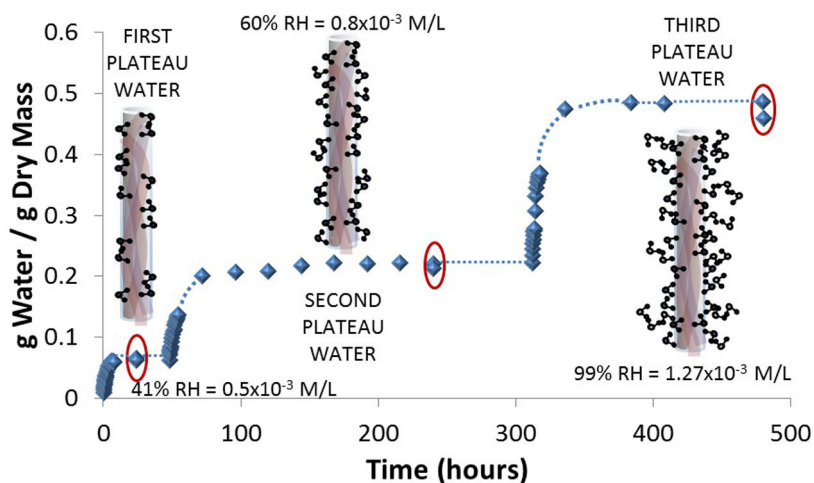 60% RH = 0.8x10⁻³ M/L
FIRST
PLATEAU
WATER
THIRD
PLATEAU
WATER
0.6
0.5
0.4
0.3
0.2
0.1
0
g Water / g Dry Mass
SECOND
PLATEAU
WATER
41% RH = 0.5x10⁻³ M/L
99% RH = 1.27x10⁻³ M/L
0 100 200 300 400 500
Time (hours)